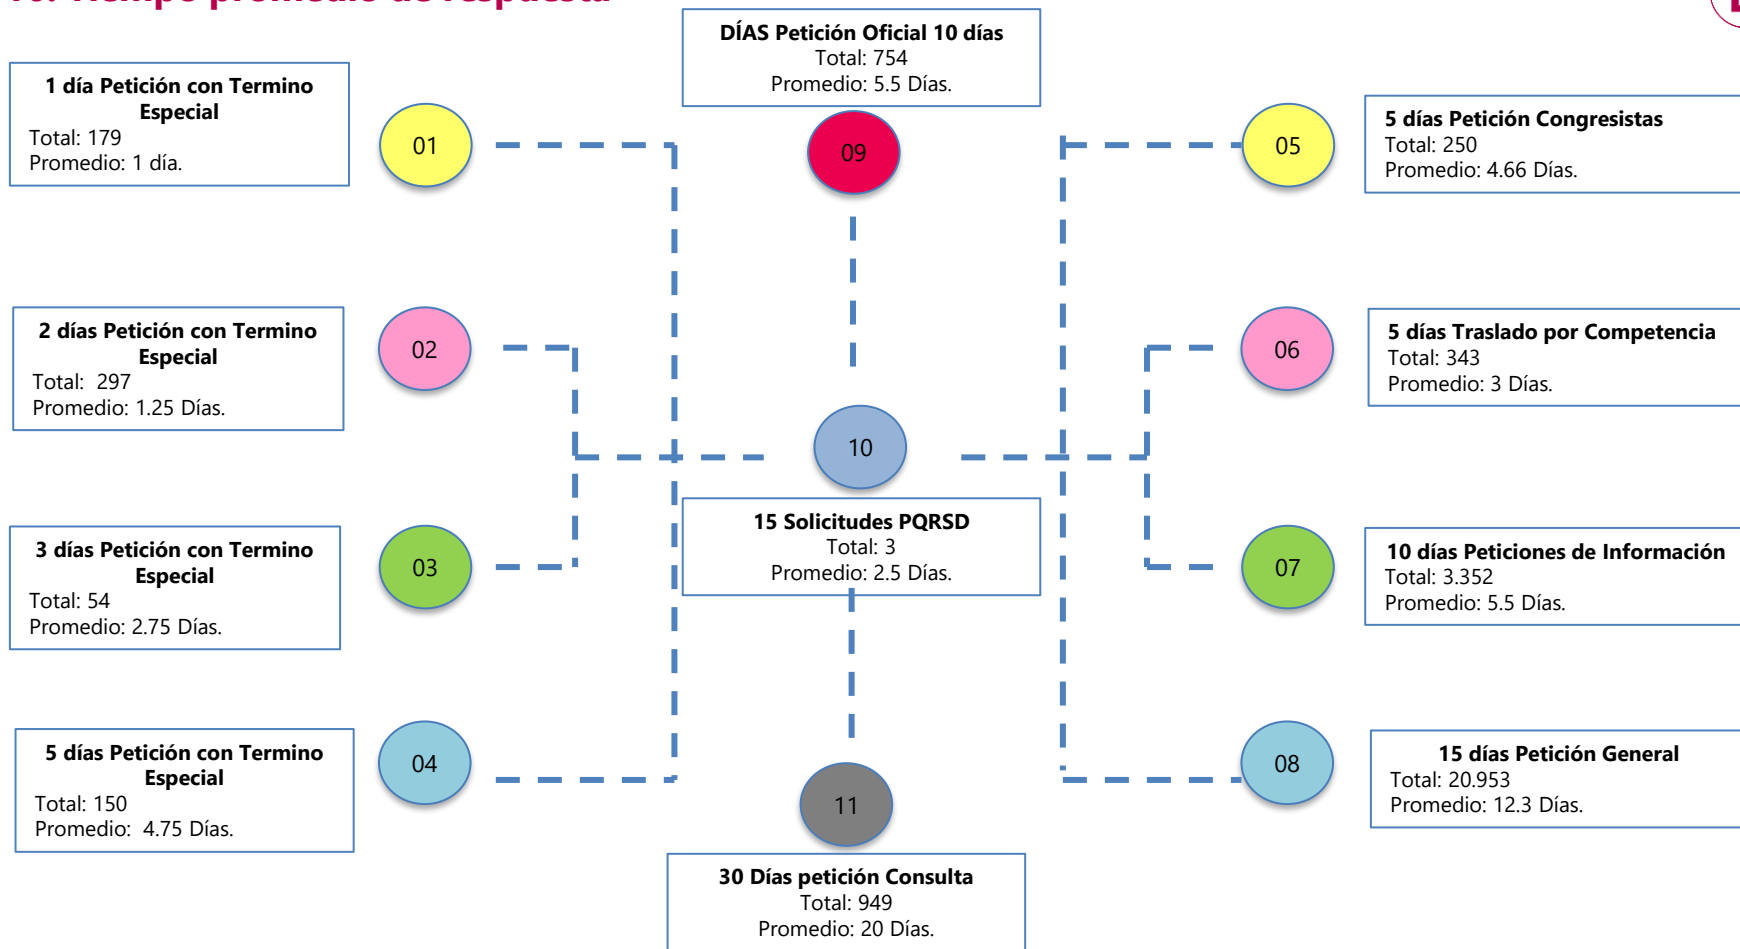 10. Tiempo promedio de respuesta
DÍAS Petición Oficial 10 días
Total: 754
Promedio: 5.5 Días.
09
1 día Petición con Termino
Especial
Total: 179
Promedio: 1 día.
01
2 días Petición con Termino
Especial
Total: 297
Promedio: 1.25 Días.
02
3 días Petición con Termino
Especial
Total: 54
Promedio: 2.75 Días.
03
5 días Petición con Termino
Especial
Total: 150
Promedio: 4.75 Días.
04
10
15 Solicitudes PQRSD
Total: 3
Promedio: 2.5 Días.
11
30 Días petición Consulta
Total: 949
Promedio: 20 Días.
05
5 días Petición Congresistas
Total: 250
Promedio: 4.66 Días.
06
5 días Traslado por Competencia
Total: 343
Promedio: 3 Días.
07
10 días Peticiones de Información
Total: 3.352
Promedio: 5.5 Días.
08
15 días Petición General
Total: 20.953
Promedio: 12.3 Días.